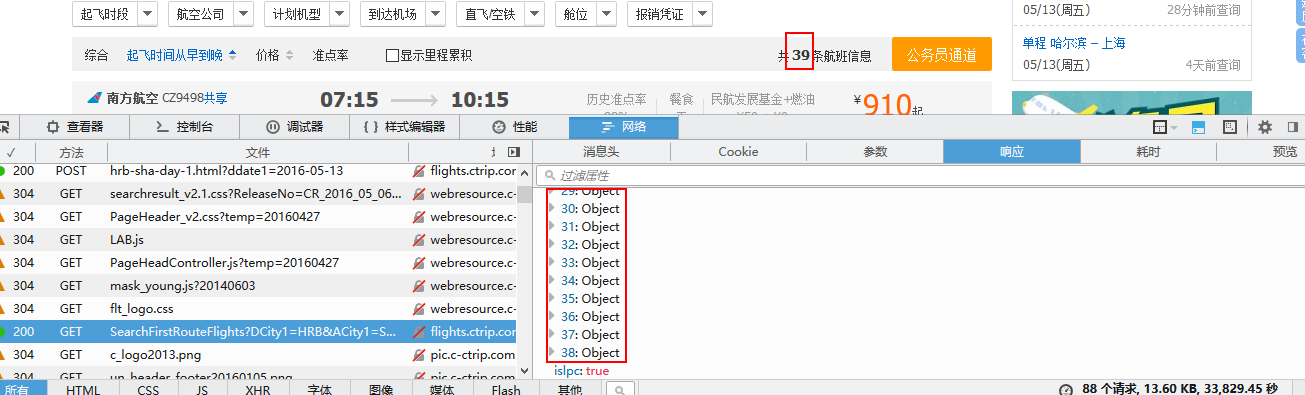 起飞时段 航空公司 计划机型 到达机场 直飞/空铁 舱位 报销凭证
05/13(周五) 28分钟前查询
单程 哈尔滨 – 上海
05/13(周五) 4天前查询
综合 起飞时间从早到晚 价格 准点率 显示里程累积 共 39 条航班信息 公务员通道
南方航空 CZ9498共享 07:15 10:15 历史准点率 餐食 民航发展基金+燃油 ¥910起
查看器 控制台 调试器 { } 样式编辑器 性能 网络
✓ 方法 文件 消息头 Cookie 参数 响应 耗时 预览
200 POST hrb-sha-day-1.html?ddate1=2016-05-13 flights.ctrip.com
304 GET searchresult_v2.1.css?ReleaseNo=CR_2016_05_06... webresource.c-
304 GET PageHeader_v2.css?temp=20160427 webresource.c-
304 GET LAB.js webresource.c-
304 GET PageHeadController.js?temp=20160427 webresource.c-
304 GET mask_young.js?20140603 webresource.c-
304 GET flt_logo.css webresource.c-
200 GET SearchFirstRouteFlights?DCity1=HRB&ACity1=S... flights.ctrip.com
304 GET c_logo2013.png pic.c-ctrip.com
304 GET un_header_footer20160105.png pic.c-ctrip.com
过滤属性
29: Object
30: Object
31: Object
32: Object
33: Object
34: Object
35: Object
36: Object
37: Object
38: Object
islpc: true
所有 HTML CSS JS XHR 字体 图像 媒体 Flash 其他 88 个请求, 13.60 KB, 33,829.45 秒